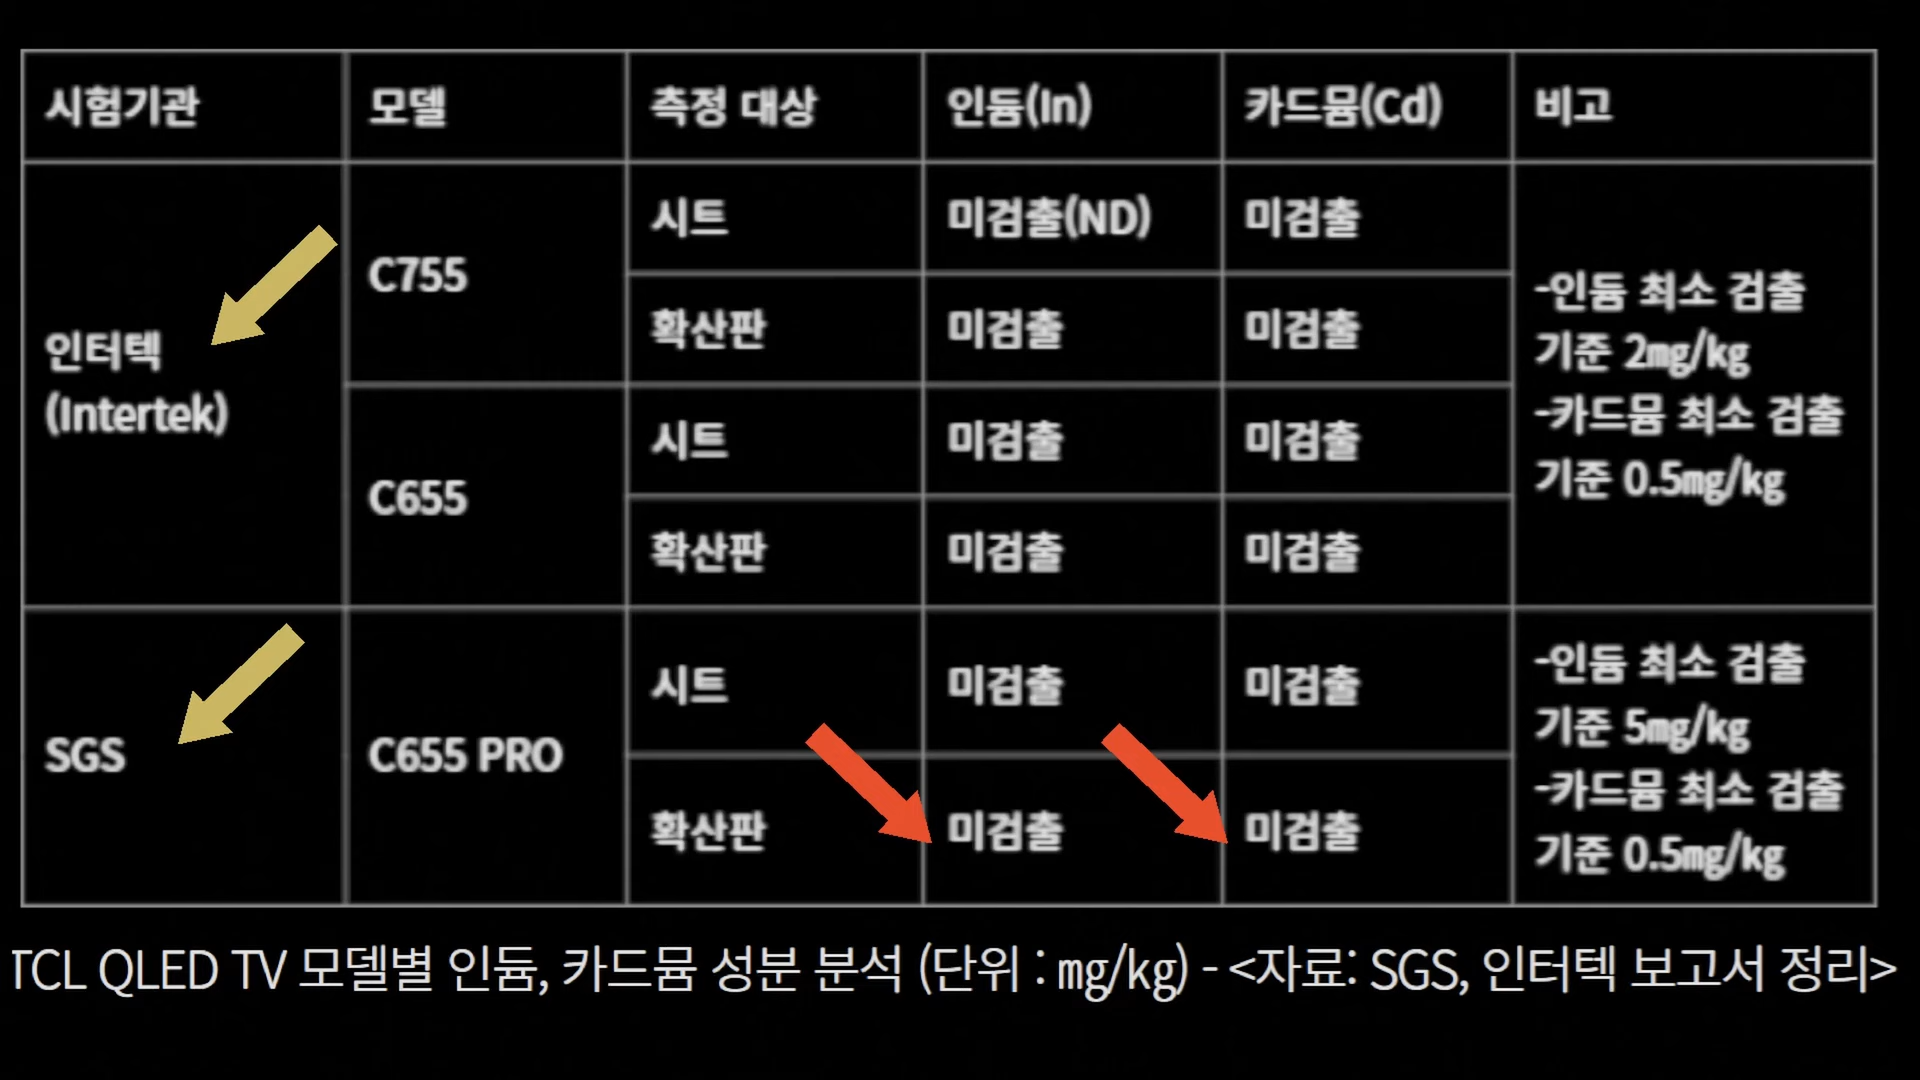 시험기관 모델 측정 대상 인듐(In) 카드뮴(Cd) 비고
인터텍
(Intertek)
C755
시트 미검출(ND) 미검출
확산판 미검출 미검출
C655
시트 미검출 미검출
확산판 미검출 미검출
-인듐 최소 검출
기준 2㎎/kg
-카드뮴 최소 검출
기준 0.5㎎/kg
SGS
C655 PRO
시트 미검출 미검출
확산판 미검출 미검출
-인듐 최소 검출
기준 5㎎/kg
-카드뮴 최소 검출
기준 0.5㎎/kg
TCL QLED TV 모델별 인듐, 카드뮴 성분 분석 (단위 : ㎎/kg) - <자료: SGS, 인터텍 보고서 정리>